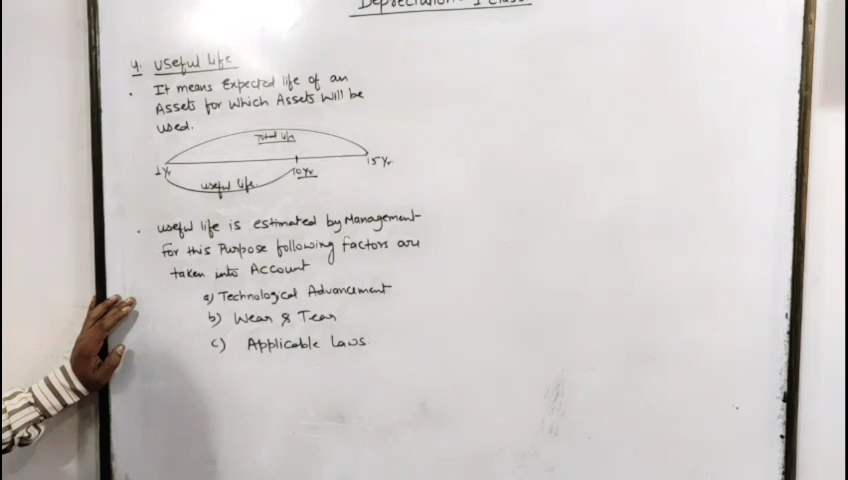 Depreciation - I Class
4. Useful Life
. It means Expected life of an
Assets for Which Assets Will be
used.
Total life
1 Yr 10 Yr 15 Yr.
useful life.
. useful life is estimated by Management
For this Purpose following factors are
taken into Account
a) Technological Advancement
b) Wear & Tear
c) Applicable Laws.